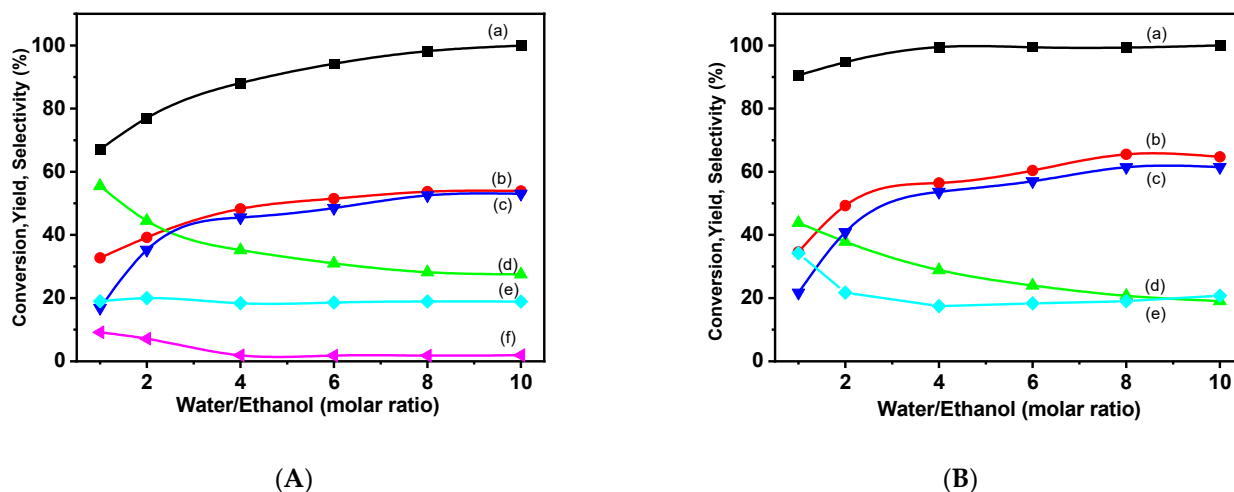 Conversion,Yield, Selectivity (%)
100
80
60
40
20
0
(a)
(b)
(c)
(d)
(e)
(f)
2 4 6 8 10
Water/Ethanol (molar ratio)
(A)
Conversion,Yield, Selectivity (%)
100
80
60
40
20
0
(a)
(b)
(c)
(d)
(e)
2 4 6 8 10
Water/Ethanol (molar ratio)
(B)